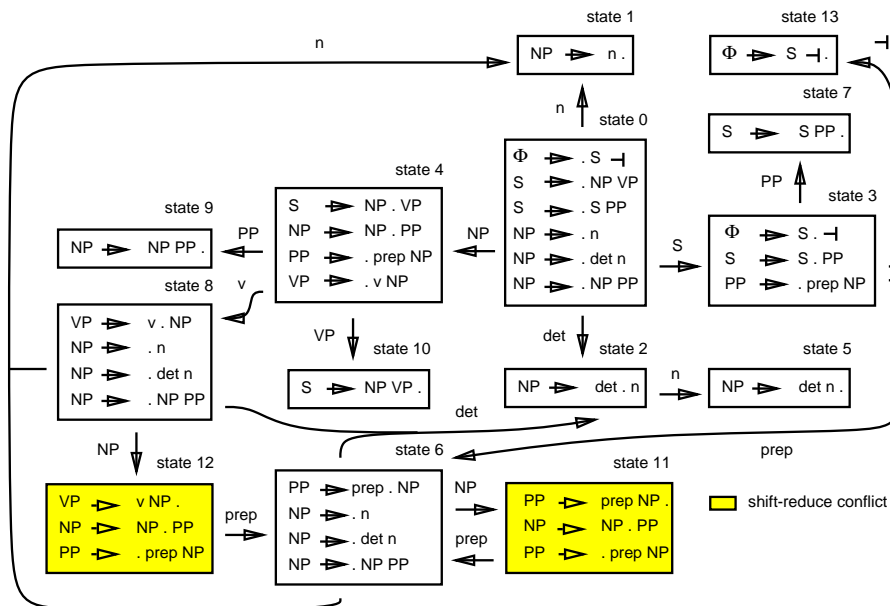 state 1
NP n .
state 13
Φ S ⊣ .
⊣
n
n
state 7
S S PP .
PP
state 0
Φ . S ⊣
S . NP VP
S . S PP
NP . n
NP . det n
NP . NP PP
state 4
S NP . VP
NP NP . PP
PP . prep NP
VP . v NP
NP
S
state 3
Φ S . ⊣
S S . PP
PP . prep NP
state 9
NP NP PP .
PP
v
state 8
VP v . NP
NP . n
NP . det n
NP . NP PP
VP
state 10
S NP VP .
det
state 2
NP det . n
n
state 5
NP det n .
det
prep
NP
state 12
VP v NP .
NP NP . PP
PP . prep NP
prep
state 6
PP prep . NP
NP . n
NP . det n
NP . NP PP
NP
prep
state 11
PP prep NP .
NP NP . PP
PP . prep NP
shift-reduce conflict